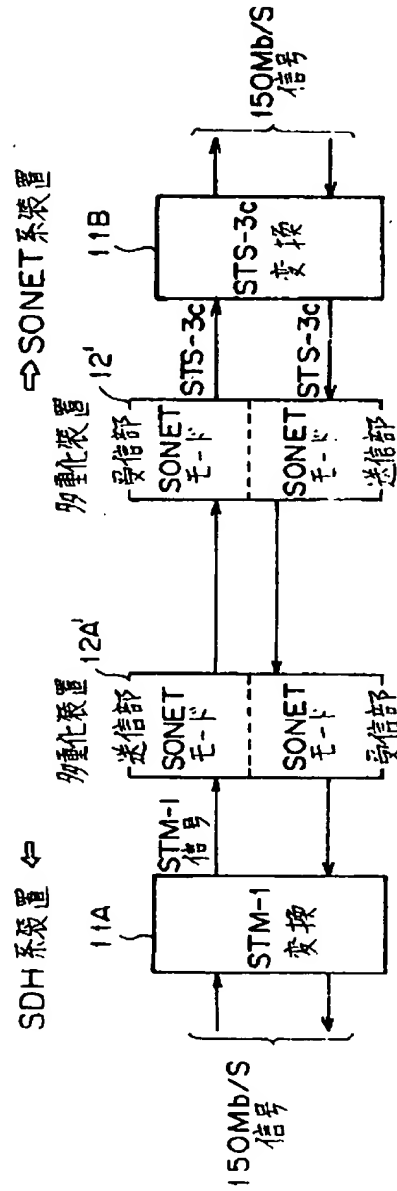 SDH系装置 ⇦
⇨ SONET系装置
150Mb/S
信号
11A
STM-1
変換
STM-1
信号
多重化装置
12A'
送信部
SONET
モード
SONET
モード
受信部
多重化装置
12'
受信部
SONET
モード
SONET
モード
送信部
STS-3c
STS-3c
11B
STS-3c
変換
150Mb/S
信号